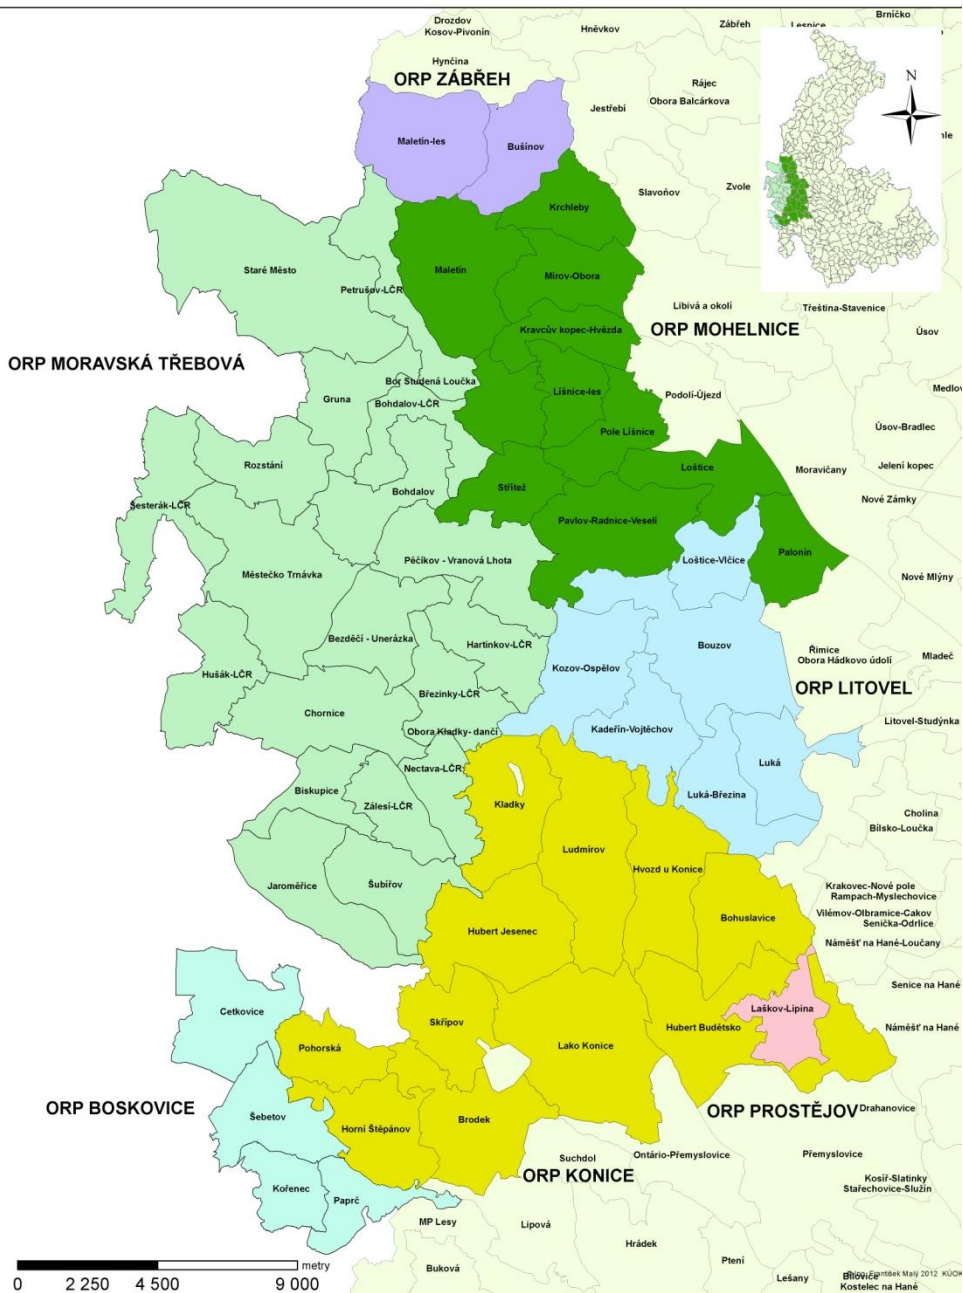 Drozdov
Kosov-Pivonín
Hněvkov
Zábřeh
Lesnice
Brníčko
Hynčina
ORP ZÁBŘEH
Rájec
Jestřebí
Obora Balcárkova
N
Maletín-les
Bušínov
Slavoňov
Zvole
Krchleby
Staré Město
Maletín
Petrušov-LČR
Mírov-Obora
Libivá a okolí
Třeština-Stavenice
Kravcův kopec-Hvězda
ORP MOHELNICE
Úsov
ORP MORAVSKÁ TŘEBOVÁ
Bor Studená Loučka
Gruna
Líšnice-les
Podolí-Újezd
Medlov
Bohdalov-LČR
Pole Líšnice
Úsov-Bradlec
Rozstání
Loštice
Moravičany
Jelení kopec
Střítež
Bohdalov
Nové Zámky
Šesterák-LČR
Pavlov-Radnice-Veselí
Palonín
Pěčíkov - Vranová Lhota
Loštice-Vlčice
Městečko Trnávka
Nové Mlýny
Bezděčí - Unerázka
Hartinkov-LČR
Bouzov
Římice
Obora Hádkovo údolí
Mladeč
Hušák-LČR
Kozov-Ospělov
Březinky-LČR
ORP LITOVEL
Chornice
Obora Kladky- dančí
Kadeřín-Vojtěchov
Litovel-Studýnka
Nectava-LČR
Luká
Biskupice
Zálesí-LČR
Kladky
Luká-Březina
Cholina
Bílsko-Loučka
Ludmírov
Jaroměřice
Šubířov
Hvozd u Konice
Krakovec-Nové pole
Rampach-Myslechovice
Vilémov-Olbramice-Cakov
Senička-Odrlice
Bohuslavice
Hubert Jesenec
Náměšť na Hané-Loučany
Senice na Hané
Cetkovice
Laškov-Lipina
Skřípov
Hubert Budětsko
Náměšť na Hané
Pohorská
Lako Konice
ORP BOSKOVICE
Šebetov
Horní Štěpánov
Brodek
ORP PROSTĚJOV
Drahanovice
Suchdol
Ontário-Přemyslovice
Přemyslovice
ORP KONICE
Kořenec
Paprč
Kosíř-Slatinky
Stařechovice-Služín
MP Lesy
Lipová
Hrádek
Ptení
Buková
Lešany
Bílovice
Kostelec na Hané
František Malý 2012 KÚOK
metry
0 2 250 4 500 9 000